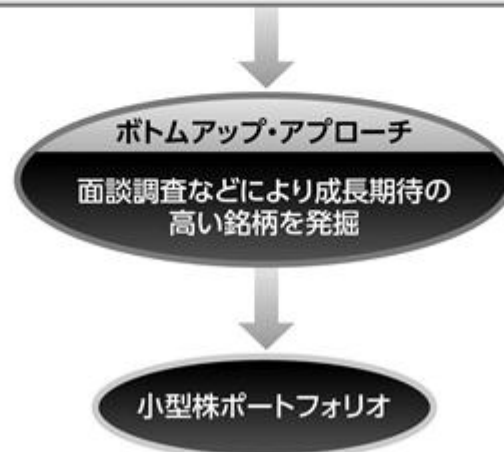 ボトムアップ・アプローチ
面談調査などにより成長期待の
高い銘柄を発掘
小型株ポートフォリオ